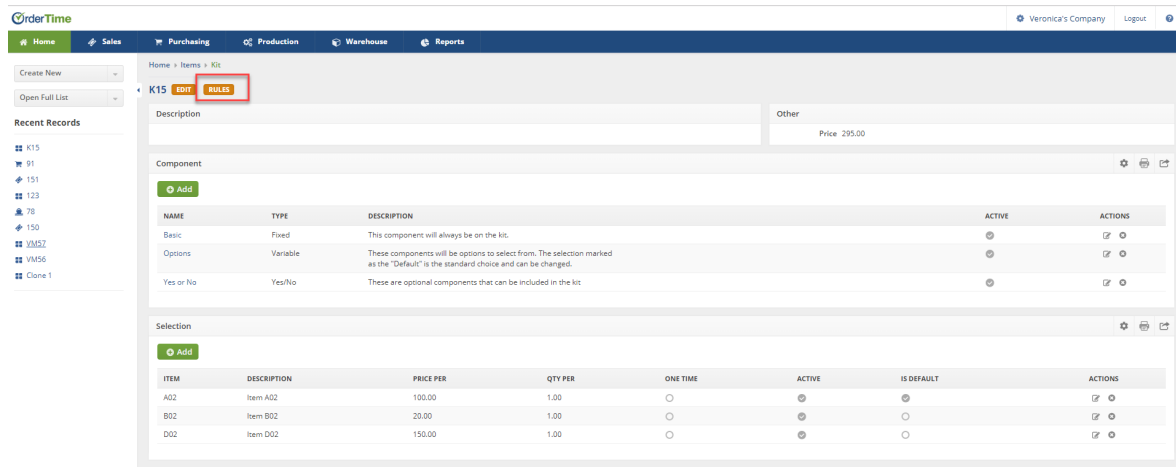 OrderTime
Veronica's Company Logout
Home Sales Purchasing Production Warehouse Reports
Create New
Open Full List
Recent Records
K15
91
151
123
78
150
VM57
VM56
Clone 1
Home › Items › Kit
K15 EDIT RULES
Description
Other
Price 295.00
Component
Add
NAME TYPE DESCRIPTION ACTIVE ACTIONS
Basic Fixed This component will always be on the kit.
Options Variable These components will be options to select from. The selection marked
as the "Default" is the standard choice and can be changed.
Yes or No Yes/No These are optional components that can be included in the kit
Selection
Add
ITEM DESCRIPTION PRICE PER QTY PER ONE TIME ACTIVE IS DEFAULT ACTIONS
A02 Item A02 100.00 1.00
B02 Item B02 20.00 1.00
D02 Item D02 150.00 1.00